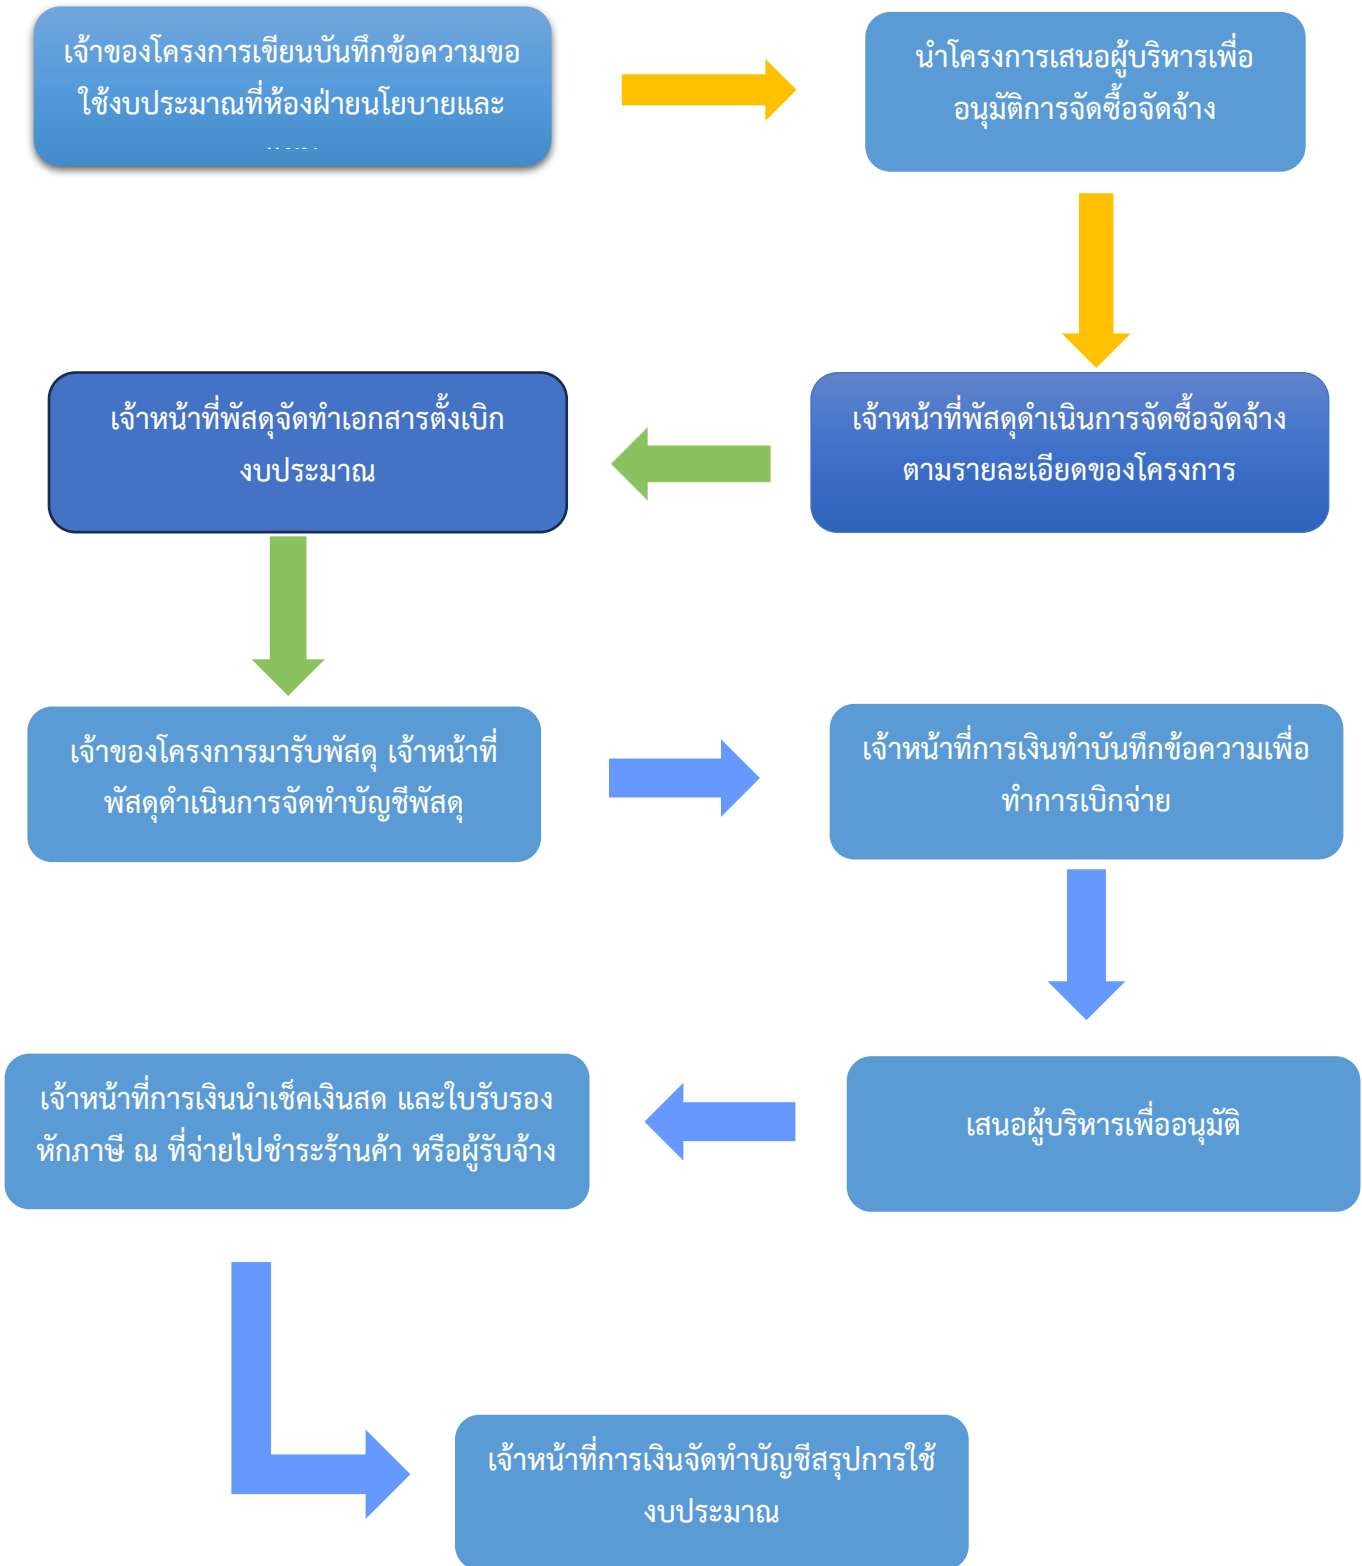 เจ้าของโครงการเขียนบันทึกข้อความขอ
ใช้งบประมาณที่ห้องฝ่ายนโยบายและ
นำโครงการเสนอผู้บริหารเพื่อ
อนุมัติการจัดซื้อจัดจ้าง
เจ้าหน้าที่พัสดุดำเนินการจัดซื้อจัดจ้าง
ตามรายละเอียดของโครงการ
เจ้าหน้าที่พัสดุจัดทำเอกสารตั้งเบิก
งบประมาณ
เจ้าของโครงการมารับพัสดุ เจ้าหน้าที่
พัสดุดำเนินการจัดทำบัญชีพัสดุ
เจ้าหน้าที่การเงินทำบันทึกข้อความเพื่อ
ทำการเบิกจ่าย
เสนอผู้บริหารเพื่ออนุมัติ
เจ้าหน้าที่การเงินนำเช็คเงินสด และใบรับรอง
หักภาษี ณ ที่จ่ายไปชำระร้านค้า หรือผู้รับจ้าง
เจ้าหน้าที่การเงินจัดทำบัญชีสรุปการใช้
งบประมาณ